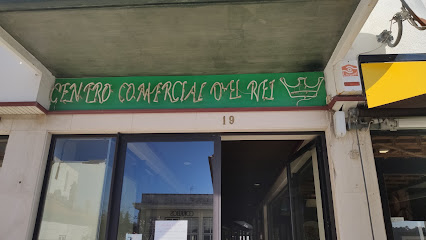 CENTRO COMERCIAL D'EL REI
19